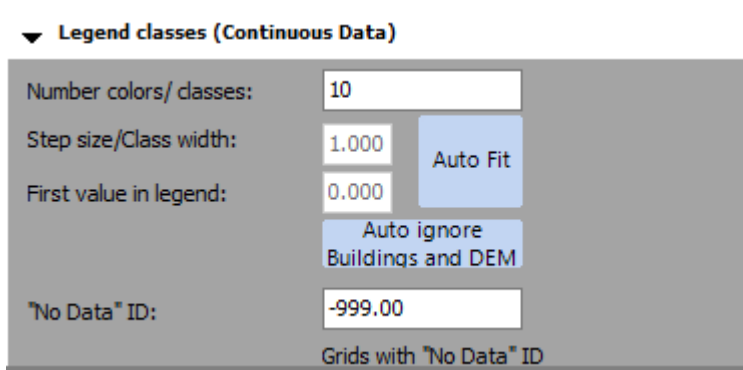 Legend classes (Continuous Data)
Number colors/ classes:
10
Step size/Class width:
1.000
Auto Fit
First value in legend:
0.000
Auto ignore
Buildings and DEM
"No Data" ID:
-999.00
Grids with "No Data" ID